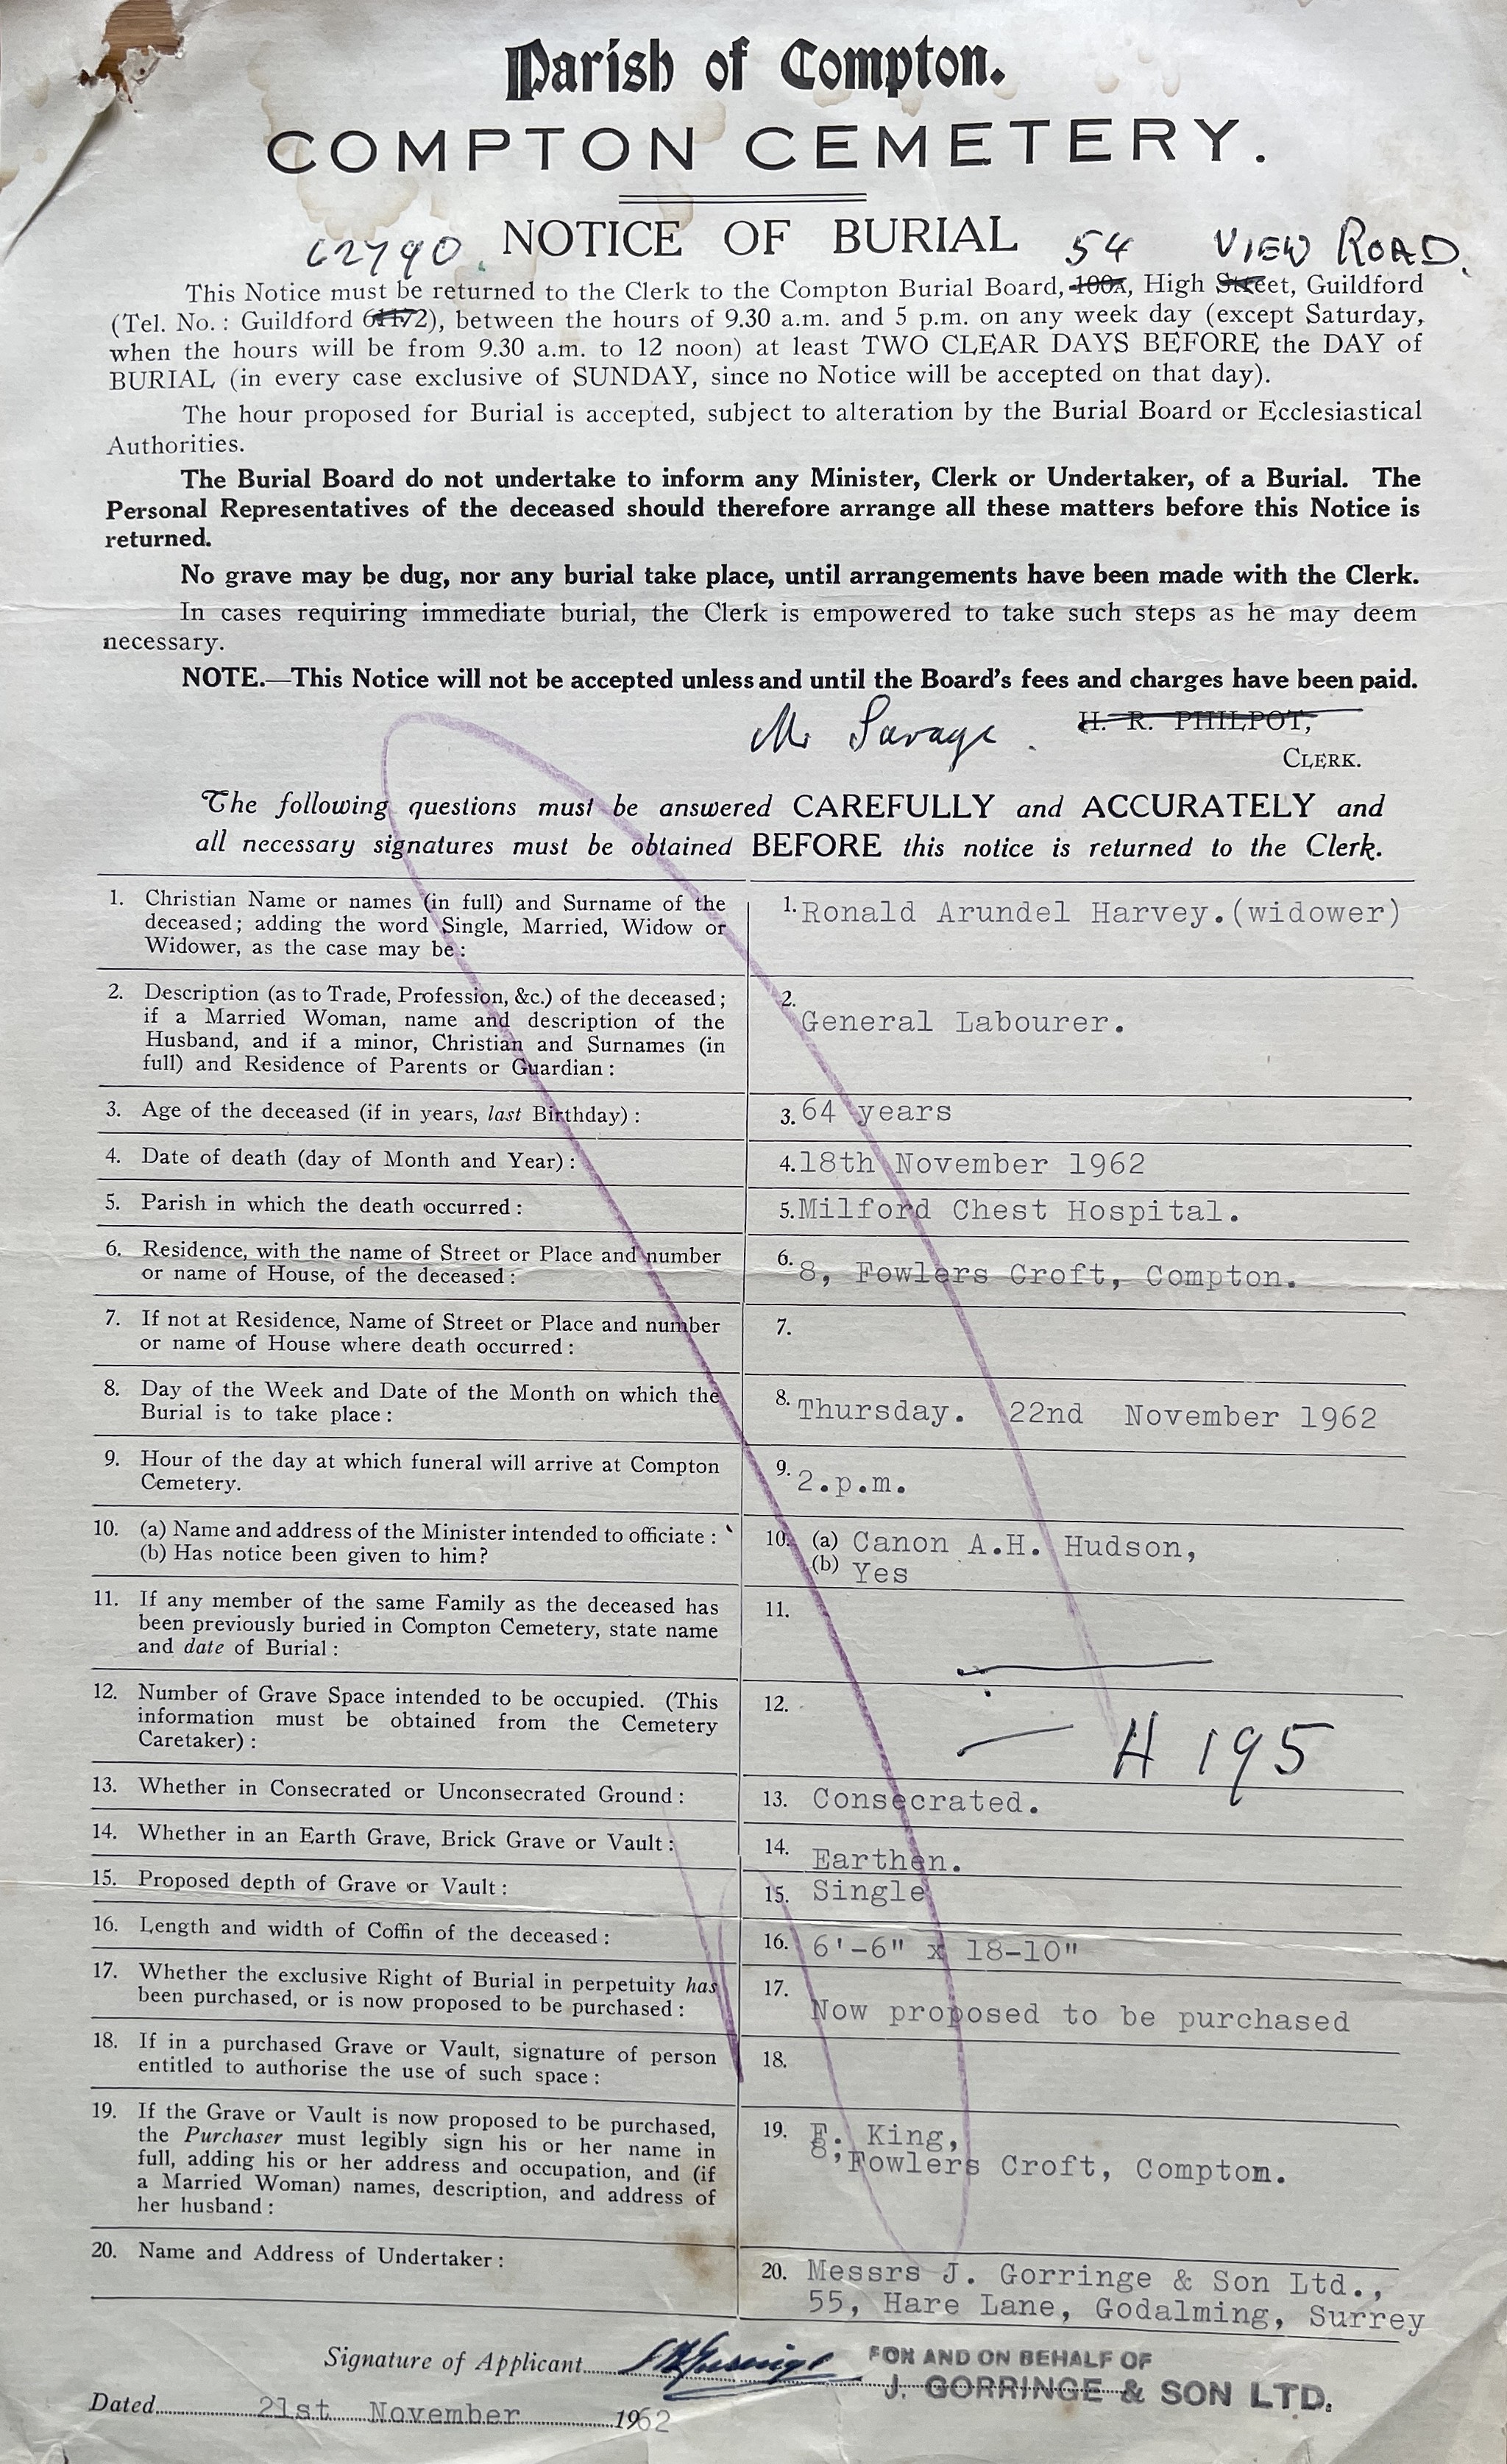 Parish of Compton.
COMPTON CEMETERY.
62790. NOTICE OF BURIAL 54 VIEW ROAD.
This Notice must be returned to the Clerk to the Compton Burial Board, 100A, High Street, Guildford
(Tel. No. : Guildford 61172), between the hours of 9.30 a.m. and 5 p.m. on any week day (except Saturday,
when the hours will be from 9.30 a.m. to 12 noon) at least TWO CLEAR DAYS BEFORE the DAY of
BURIAL (in every case exclusive of SUNDAY, since no Notice will be accepted on that day).
The hour proposed for Burial is accepted, subject to alteration by the Burial Board or Ecclesiastical
Authorities.
The Burial Board do not undertake to inform any Minister, Clerk or Undertaker, of a Burial. The
Personal Representatives of the deceased should therefore arrange all these matters before this Notice is
returned.
No grave may be dug, nor any burial take place, until arrangements have been made with the Clerk.
In cases requiring immediate burial, the Clerk is empowered to take such steps as he may deem
necessary.
NOTE.—This Notice will not be accepted unless and until the Board's fees and charges have been paid.
Mr Savage. H. R. PHILPOT,
CLERK.
The following questions must be answered CAREFULLY and ACCURATELY and
all necessary signatures must be obtained BEFORE this notice is returned to the Clerk.
1. Christian Name or names (in full) and Surname of the
deceased; adding the word Single, Married, Widow or
Widower, as the case may be :
1. Ronald Arundel Harvey.(widower)
2. Description (as to Trade, Profession, &c.) of the deceased;
if a Married Woman, name and description of the
Husband, and if a minor, Christian and Surnames (in
full) and Residence of Parents or Guardian :
2.
General Labourer.
3. Age of the deceased (if in years, last Birthday) :
3. 64 years
4. Date of death (day of Month and Year) :
4. 18th November 1962
5. Parish in which the death occurred :
5. Milford Chest Hospital.
6. Residence, with the name of Street or Place and number
or name of House, of the deceased :
6. 8, Fowlers Croft, Compton.
7. If not at Residence, Name of Street or Place and number
or name of House where death occurred :
7.
8. Day of the Week and Date of the Month on which the
Burial is to take place :
8. Thursday. 22nd November 1962
9. Hour of the day at which funeral will arrive at Compton
Cemetery.
9. 2.p.m.
10. (a) Name and address of the Minister intended to officiate :
(b) Has notice been given to him?
10. (a) Canon A.H. Hudson,
(b) Yes
11. If any member of the same Family as the deceased has
been previously buried in Compton Cemetery, state name
and date of Burial :
11.
12. Number of Grave Space intended to be occupied. (This
information must be obtained from the Cemetery
Caretaker) :
12. — H 195
13. Whether in Consecrated or Unconsecrated Ground :
13. Consecrated.
14. Whether in an Earth Grave, Brick Grave or Vault :
14. Earthen.
15. Proposed depth of Grave or Vault :
15. Single
16. Length and width of Coffin of the deceased :
16. 6'-6" x 18-10"
17. Whether the exclusive Right of Burial in perpetuity has
been purchased, or is now proposed to be purchased :
17.
Now proposed to be purchased
18. If in a purchased Grave or Vault, signature of person
entitled to authorise the use of such space :
18.
19. If the Grave or Vault is now proposed to be purchased,
the Purchaser must legibly sign his or her name in
full, adding his or her address and occupation, and (if
a Married Woman) names, description, and address of
her husband :
19. F. King,
8, Fowlers Croft, Compton.
20. Name and Address of Undertaker :
20. Messrs J. Gorringe & Son Ltd.,
55, Hare Lane, Godalming, Surrey
Signature of Applicant
FOR AND ON BEHALF OF
J. GORRINGE & SON LTD.
Dated 21st November 1962